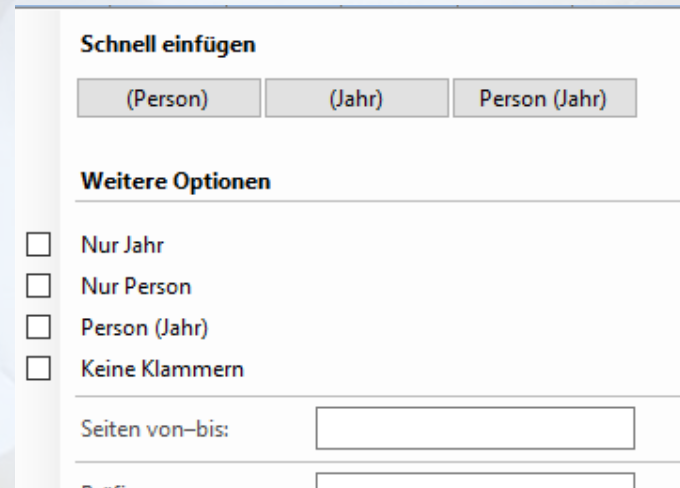 Schnell einfügen
(Person) (Jahr) Person (Jahr)
Weitere Optionen
Nur Jahr
Nur Person
Person (Jahr)
Keine Klammern
Seiten von–bis: